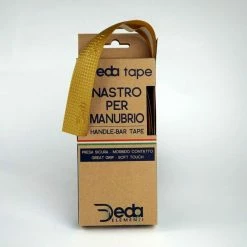 Deda tape
NASTRO
PER
MANUBRIO
HANDLE-BAR TAPE
PRESA SICURA - MORBIDO CONTATTO
GREAT GRIP - SOFT TOUCH
Deda
ELEMENTI